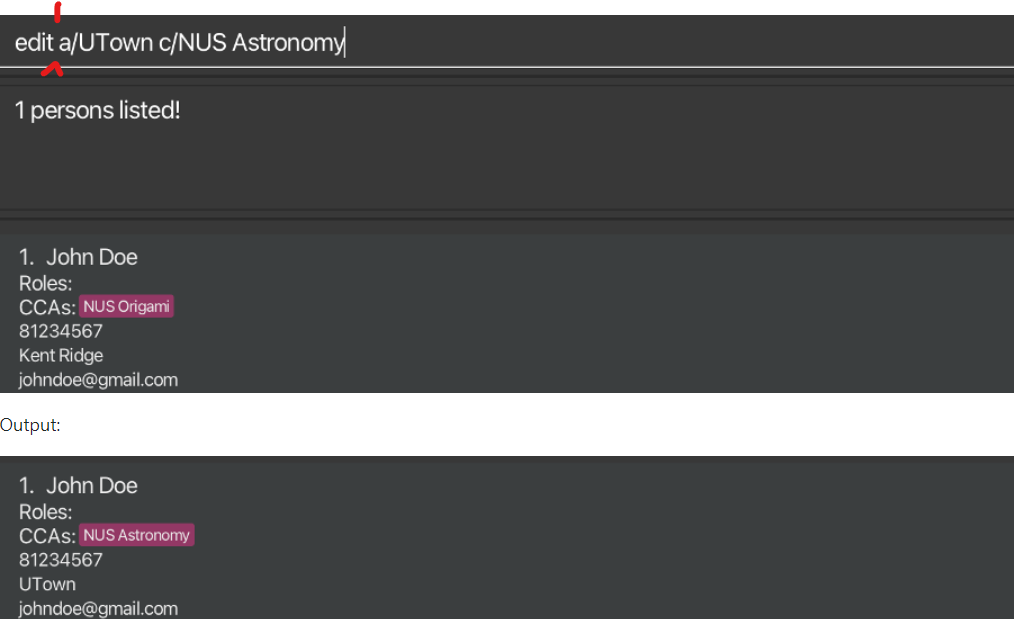 edit a/UTown c/NUS Astronomy
1 persons listed!
1. John Doe
Roles:
CCAs: NUS Origami
81234567
Kent Ridge
johndoe@gmail.com
Output:
1. John Doe
Roles:
CCAs: NUS Astronomy
81234567
UTown
johndoe@gmail.com